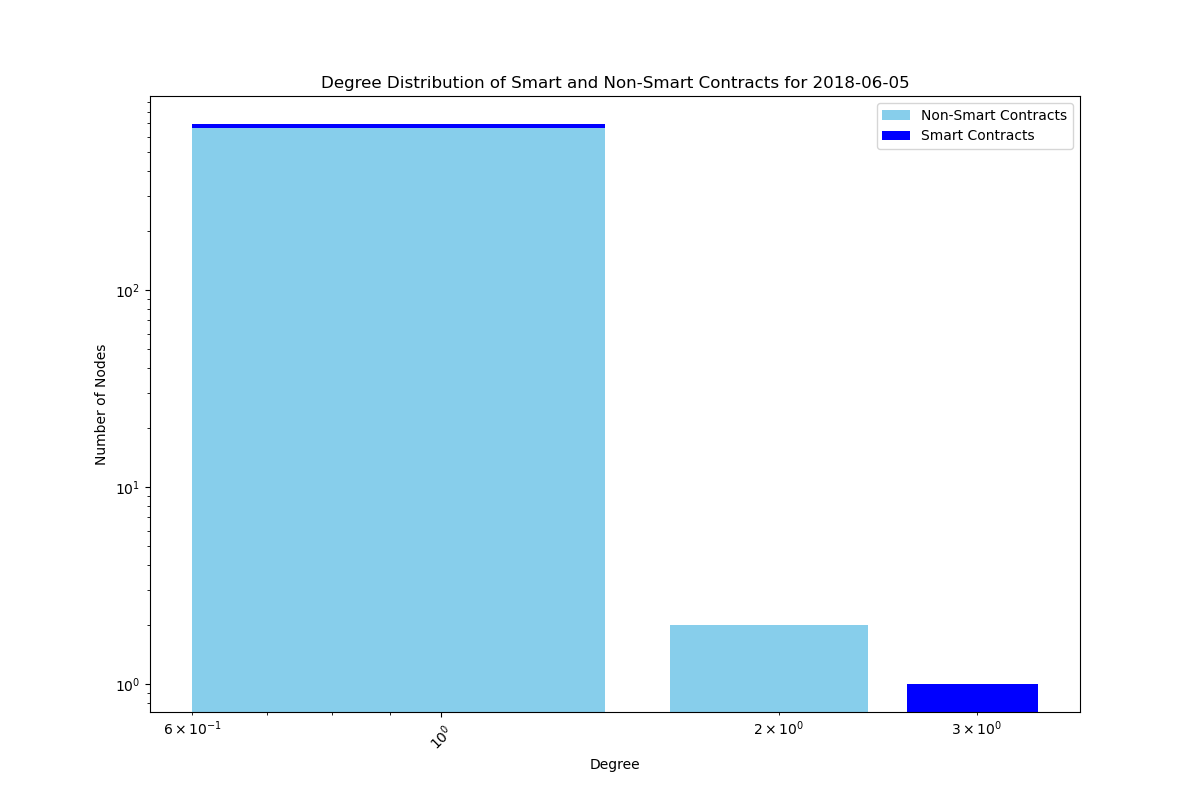 Degree Distribution of Smart and Non-Smart Contracts for 2018-06-05
Non-Smart Contracts
Smart Contracts
Number of Nodes
10²
10¹
10⁰
6 × 10⁻¹
10⁰
2 × 10⁰
3 × 10⁰
Degree